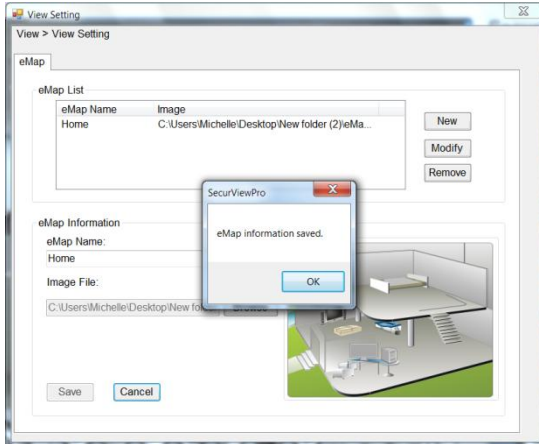 View Setting
View > View Setting
eMap
eMap List
eMap Name Image
Home C:\Users\Michelle\Desktop\New folder (2)\eMa...
New
Modify
Remove
SecurViewPro
eMap information saved.
OK
eMap Information
eMap Name:
Home
Image File:
C:\Users\Michelle\Desktop\New fo
Save Cancel